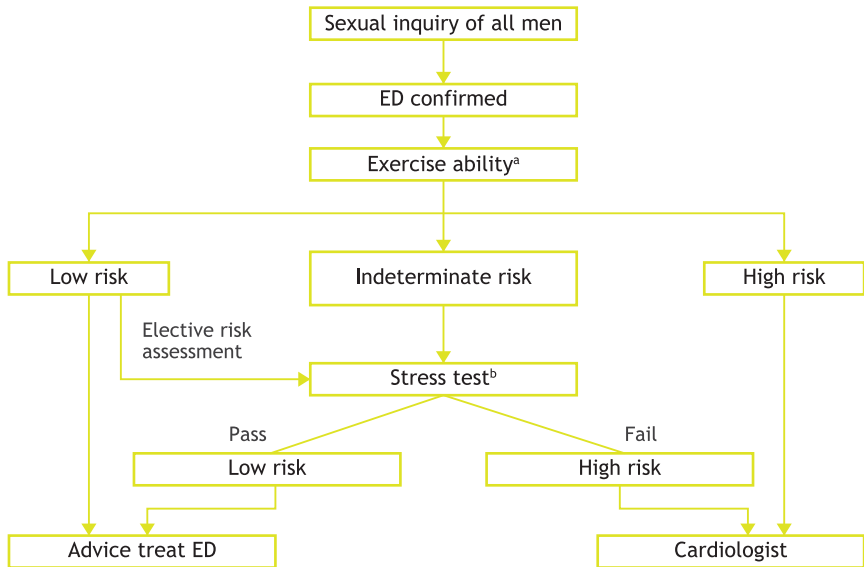 Sexual inquiry of all men
ED confirmed
Exercise abilityᵃ
Low risk
Indeterminate risk
High risk
Elective risk
assessment
Stress testᵇ
Pass
Fail
Low risk
High risk
Advice treat ED
Cardiologist